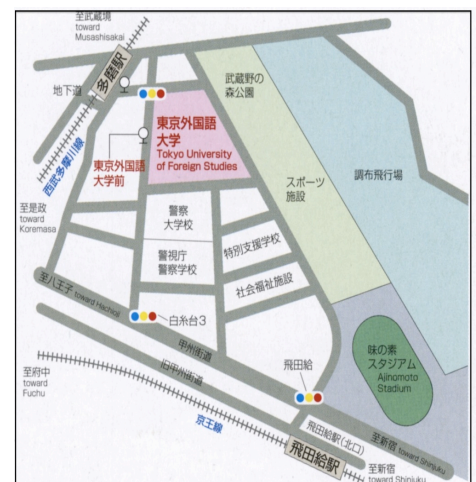 至武蔵境
toward
Musashisakai
多磨駅
地下道
武蔵野の
森公園
東京外国語
大学
Tokyo University
of Foreign Studies
東京外国語
大学前
西武多摩川線
調布飛行場
スポーツ
施設
至是政
toward
Koremasa
警察
大学校
特別支援学校
警視庁
警察学校
社会福祉施設
至八王子 toward Hachioji
白糸台3
甲州街道
味の素
スタジアム
Ajinomoto
Stadium
旧甲州街道
飛田給
至府中
toward
Fuchu
京王線
飛田給駅(北口)
至新宿 toward Shinjuku
飛田給駅
至新宿
toward Shinjuku